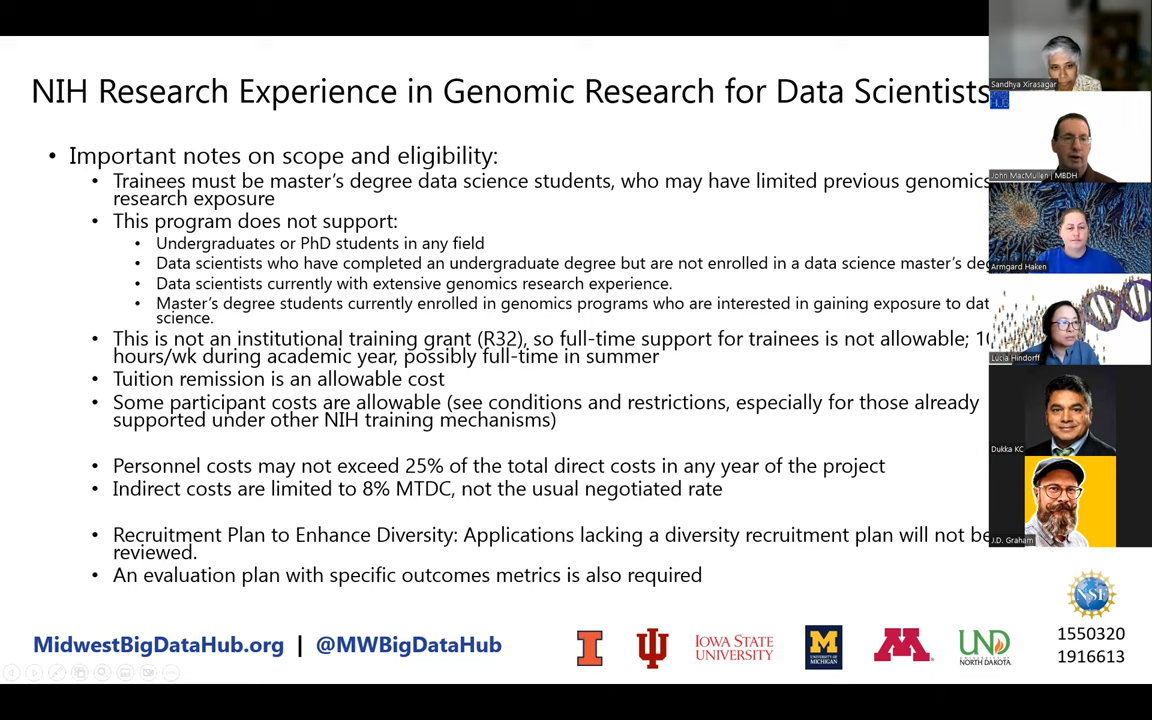 NIH Research Experience in Genomic Research for Data Scientists
• Important notes on scope and eligibility:
• Trainees must be master's degree data science students, who may have limited previous genomics
research exposure
• This program does not support:
• Undergraduates or PhD students in any field
• Data scientists who have completed an undergraduate degree but are not enrolled in a data science master's deg
• Data scientists currently with extensive genomics research experience.
• Master's degree students currently enrolled in genomics programs who are interested in gaining exposure to dat
science.
• This is not an institutional training grant (R32), so full-time support for trainees is not allowable; 10
hours/wk during academic year, possibly full-time in summer
• Tuition remission is an allowable cost
• Some participant costs are allowable (see conditions and restrictions, especially for those already
supported under other NIH training mechanisms)
• Personnel costs may not exceed 25% of the total direct costs in any year of the project
• Indirect costs are limited to 8% MTDC, not the usual negotiated rate
• Recruitment Plan to Enhance Diversity: Applications lacking a diversity recruitment plan will not be
reviewed.
• An evaluation plan with specific outcomes metrics is also required
MidwestBigDataHub.org | @MWBigDataHub
IOWA STATE
UNIVERSITY
UNIVERSITY OF
MICHIGAN
UND
UNIVERSITY OF
NORTH DAKOTA
NSF
1550320
1916613
Sandhya Xirasagar
HUB
John MacMullen | MBDH
Armgard Haken
Lucia Hindorff
Dukka KC
J.D. Graham